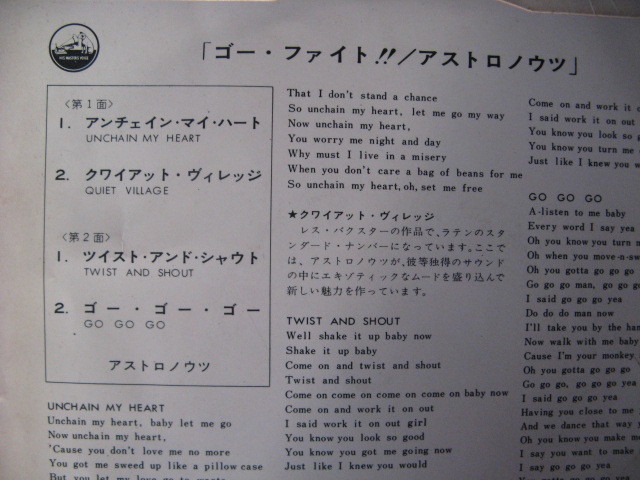 「ゴー・ファイト!!/アストロノウツ」
HIS MASTER'S VOICE
〈第1面〉
1. アンチェイン・マイ・ハート
UNCHAIN MY HEART
2. クワイアット・ヴィレッジ
QUIET VILLAGE
〈第2面〉
1. ツイスト・アンド・シャウト
TWIST AND SHOUT
2. ゴー・ゴー・ゴー
GO GO GO
アストロノウツ
UNCHAIN MY HEART
Unchain my heart, baby let me go
Now unchain my heart,
'Cause you don't love me no more
You got me sweed up like a pillow case
But you let my love go to
That I don't stand a chance
So unchain my heart, let me go my way
Now unchain my heart,
You worry me night and day
Why must I live in a misery
When you don't care a bag of beans for me
So unchain my heart, oh, set me free
★クワイアット・ヴィレッジ
レス・バクスターの作品で、ラテンのスタ
ンダード・ナンバーになっています。ここで
は、アストロノウツが、彼等独得のサウンド
の中にエキゾティックなムードを盛り込んで
新しい魅力を作っています。
TWIST AND SHOUT
Well shake it up baby now
Shake it up baby
Come on and twist and shout
Twist and shout
Come on come on come on come on baby now
Come on and work it on out
I said work it on out girl
You know you look so good
You know you got me going now
Just like I knew you would
Come on and work it
I said work it on out
You know you look so
You know you turn me
Just like I knew you w
GO GO GO
A-listen to me baby
Every word I say yea
Oh you know you turn
Oh when you move-n-sw
Oh you gotta go go go
Go go go man, go go go
I said go go go yea
Do do do man now
I'll take you by the han
Now walk with me baby
Cause I'm your monkey
Oh you gotta go go go
Go go go, go go go yea
I said go go go yea
Having you close to me
And we dance that way
Oh you know you make me
I say you want to make
I say go go go go yea